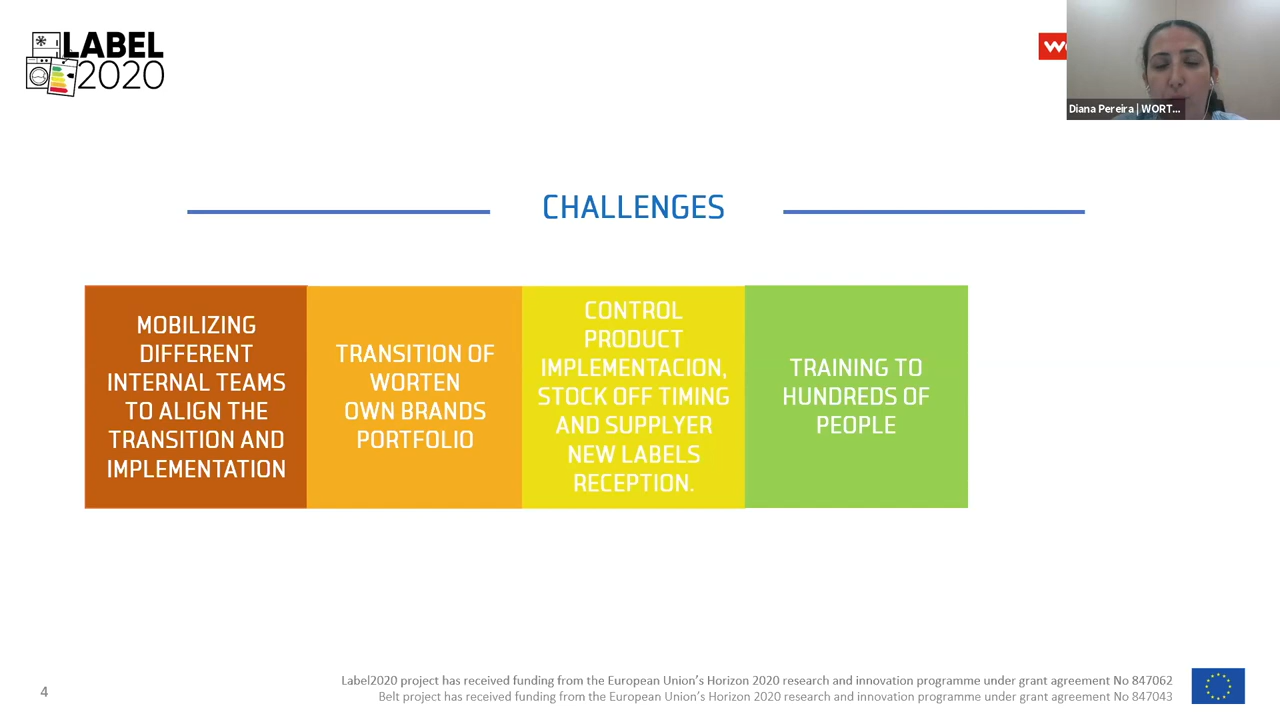 LABEL
2020
Diana Pereira | WORT...
CHALLENGES
MOBILIZING
DIFFERENT
INTERNAL TEAMS
TO ALIGN THE
TRANSITION AND
IMPLEMENTATION
TRANSITION OF
WORTEN
OWN BRANDS
PORTFOLIO
CONTROL
PRODUCT
IMPLEMENTACION,
STOCK OFF TIMING
AND SUPPLYER
NEW LABELS
RECEPTION.
TRAINING TO
HUNDREDS OF
PEOPLE
4
Label2020 project has received funding from the European Union's Horizon 2020 research and innovation programme under grant agreement No 847062
Belt project has received funding from the European Union's Horizon 2020 research and innovation programme under grant agreement No 847043